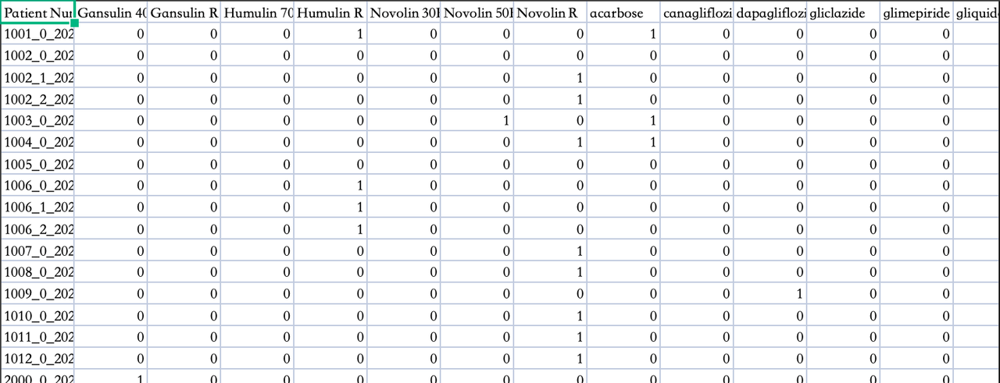 Patient Nu Gansulin 40 Gansulin R Humulin 70 Humulin R Novolin 30 Novolin 50 Novolin R acarbose canagliflozi dapagliflozi gliclazide glimepiride gliquid
1001_0_202 0 0 0 1 0 0 0 1 0 0 0 0
1002_0_202 0 0 0 0 0 0 0 0 0 0 0 0
1002_1_202 0 0 0 0 0 0 1 0 0 0 0 0
1002_2_202 0 0 0 0 0 0 1 0 0 0 0 0
1003_0_202 0 0 0 0 0 1 0 1 0 0 0 0
1004_0_202 0 0 0 0 0 0 1 1 0 0 0 0
1005_0_202 0 0 0 0 0 0 0 0 0 0 0 0
1006_0_202 0 0 0 1 0 0 0 0 0 0 0 0
1006_1_202 0 0 0 1 0 0 0 0 0 0 0 0
1006_2_202 0 0 0 1 0 0 0 0 0 0 0 0
1007_0_202 0 0 0 0 0 0 1 0 0 0 0 0
1008_0_202 0 0 0 0 0 0 1 0 0 0 0 0
1009_0_202 0 0 0 0 0 0 0 0 0 1 0 0
1010_0_202 0 0 0 0 0 0 1 0 0 0 0 0
1011_0_202 0 0 0 0 0 0 1 0 0 0 0 0
1012_0_202 0 0 0 0 0 0 1 0 0 0 0 0
2000_0_202 1 0 0 0 0 0 0 0 0 0 0 0